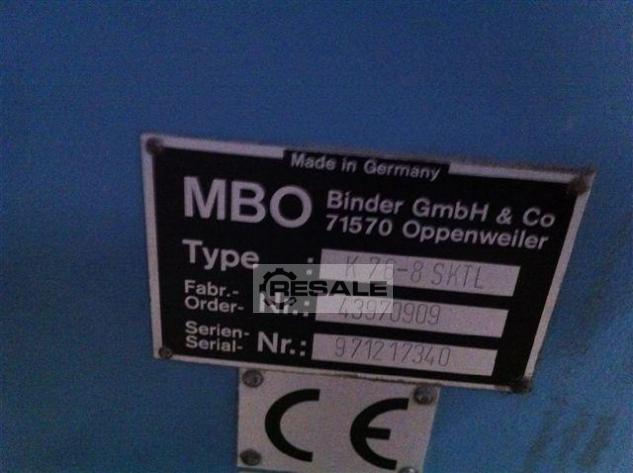 Made in Germany
MBO Binder GmbH & Co
71570 Oppenweiler
Type : K 76-8 SKTL
RESALE
Fabr.-
Order- Nr.: 43970909
Serien-
Serial- Nr.: 971217340
CE